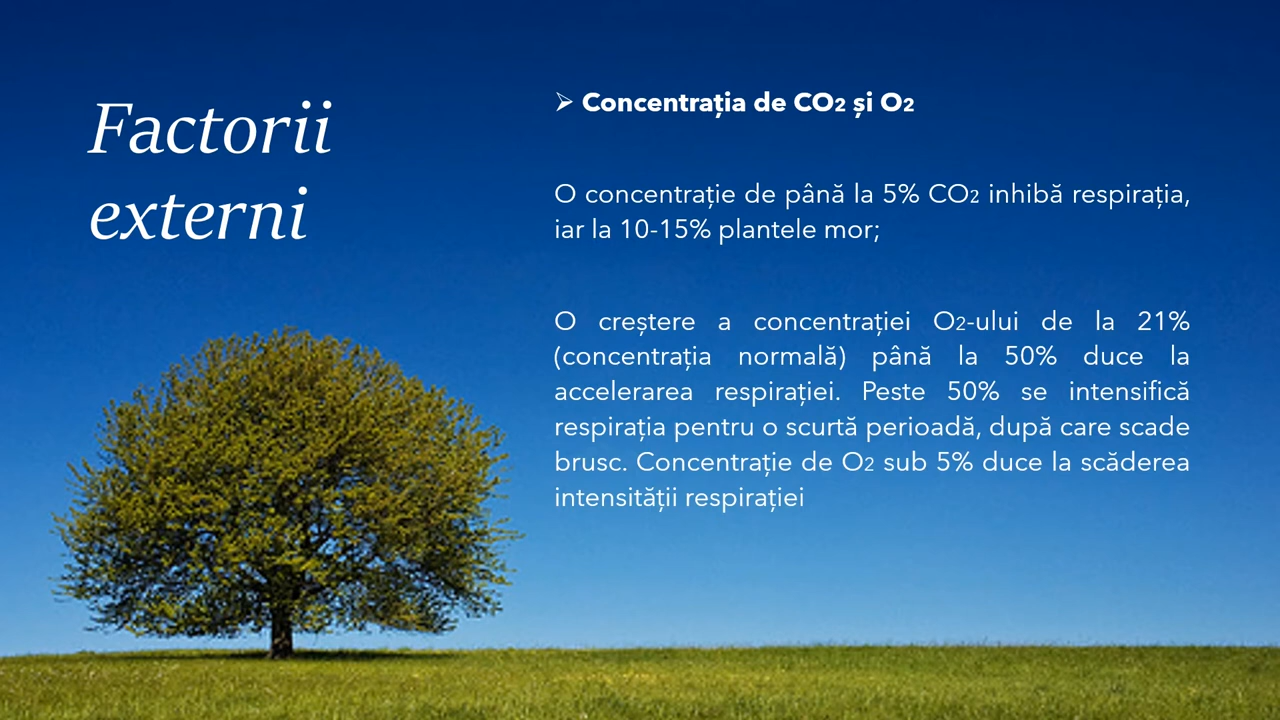 Factorii
externi
➢ Concentrația de CO2 și O2
O concentrație de până la 5% CO2 inhibă respirația,
iar la 10-15% plantele mor;
O creștere a concentrației O2-ului de la 21%
(concentrația normală) până la 50% duce la
accelerarea respirației. Peste 50% se intensifică
respirația pentru o scurtă perioadă, după care scade
brusc. Concentrație de O2 sub 5% duce la scăderea
intensității respirației